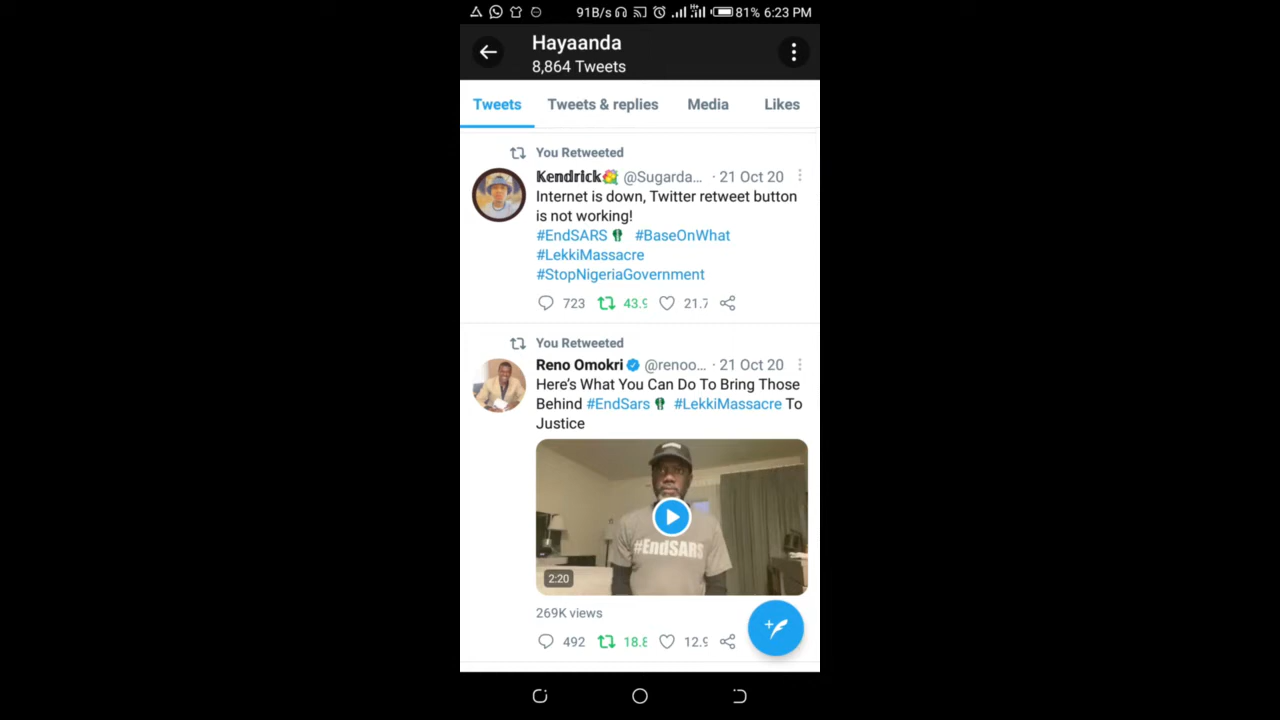 91B/s 81% 6:23 PM
Hayaanda
8,864 Tweets
Tweets Tweets & replies Media Likes
You Retweeted
Kendrick @Sugarda... · 21 Oct 20
Internet is down, Twitter retweet button
is not working!
#EndSARS #BaseOnWhat
#LekkiMassacre
#StopNigeriaGovernment
723 43.9 21.7
You Retweeted
Reno Omokri @renoo... · 21 Oct 20
Here's What You Can Do To Bring Those
Behind #EndSars #LekkiMassacre To
Justice
#EndSARS
2:20
269K views
492 18.8 12.9